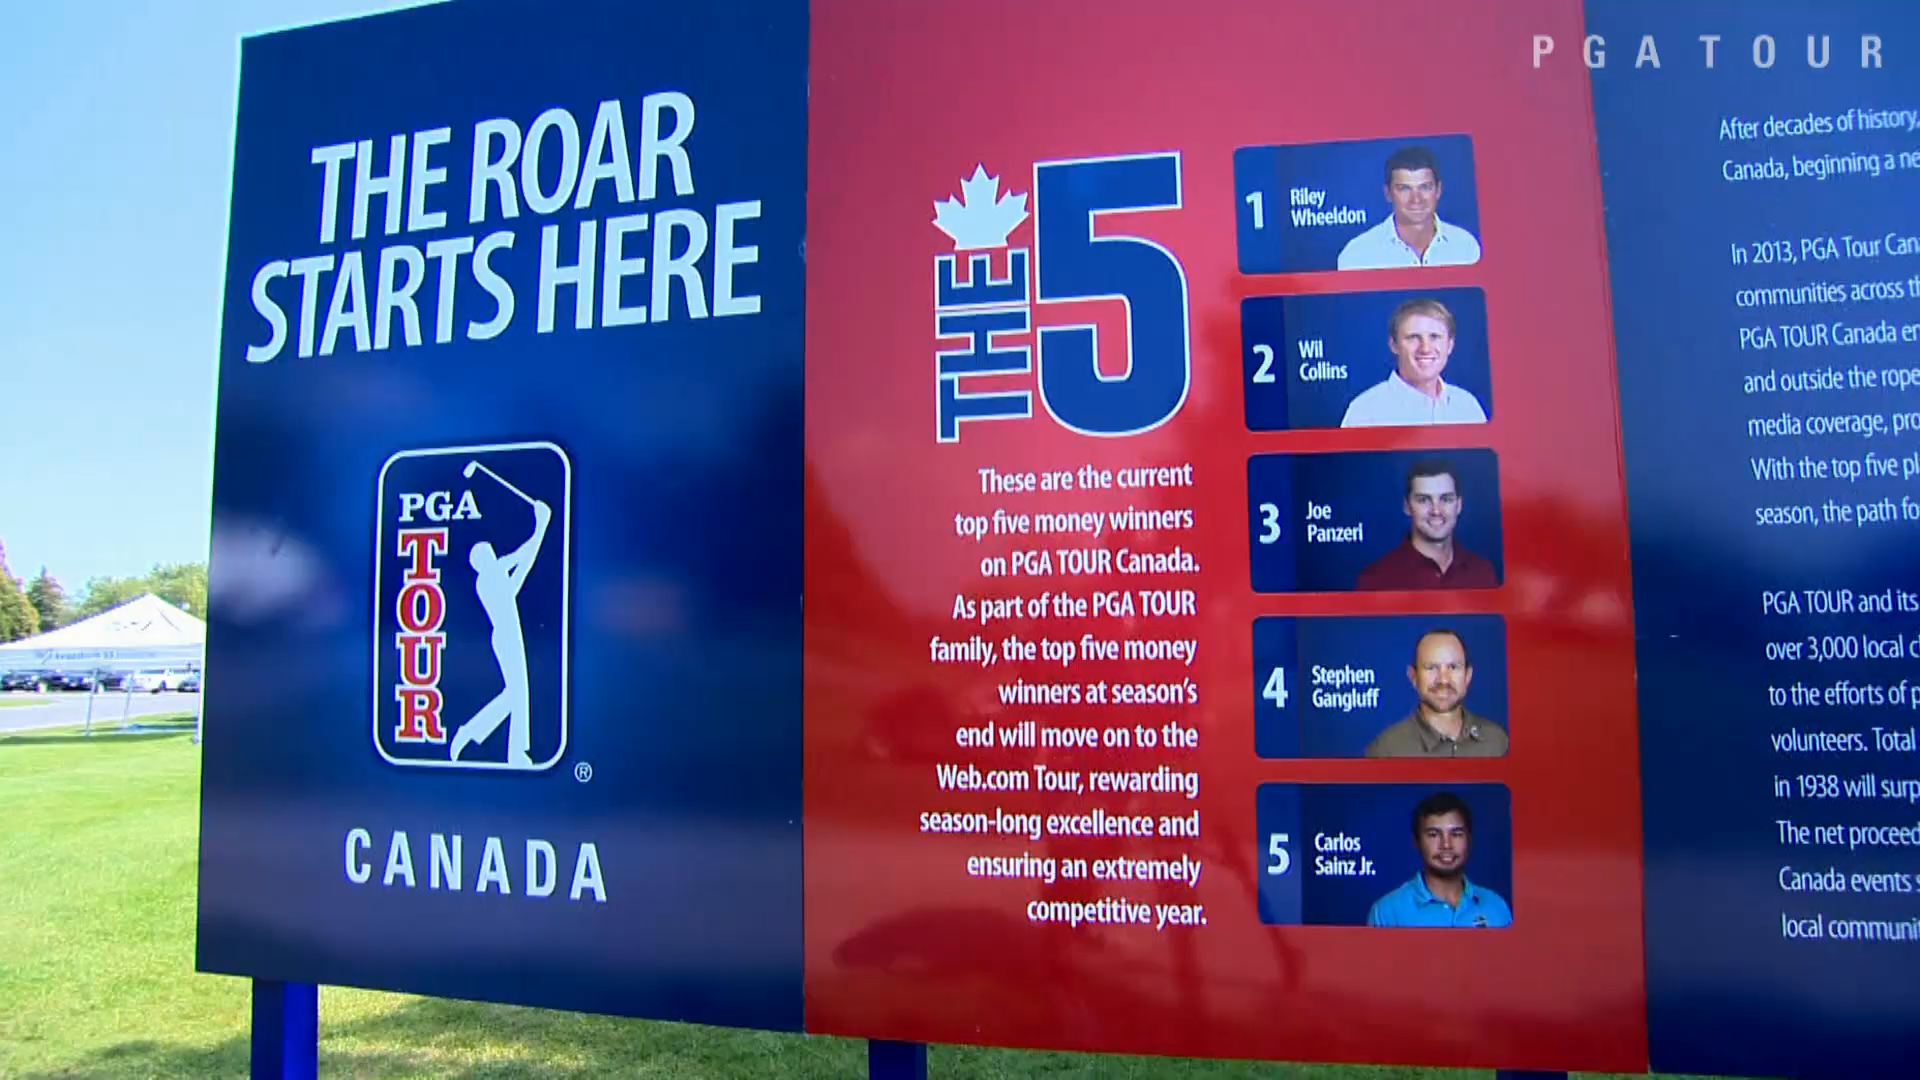 PGA TOUR
THE ROAR
STARTS HERE
PGA
TOUR
®
CANADA
THE 5
These are the current
top five money winners
on PGA TOUR Canada.
As part of the PGA TOUR
family, the top five money
winners at season's
end will move on to the
Web.com Tour, rewarding
season-long excellence and
ensuring an extremely
competitive year.
1 Riley
Wheeldon
2 Wil
Collins
3 Joe
Panzeri
4 Stephen
Gangluff
5 Carlos
Sainz Jr.
After decades of history,
Canada, beginning a
In 2013, PGA Tour
communities across
PGA TOUR Canada
and outside the
media coverage,
With the top five
season, the path
PGA TOUR and its
over 3,000 local
to the efforts of
volunteers. Total
in 1938 will
The net
Canada events
local